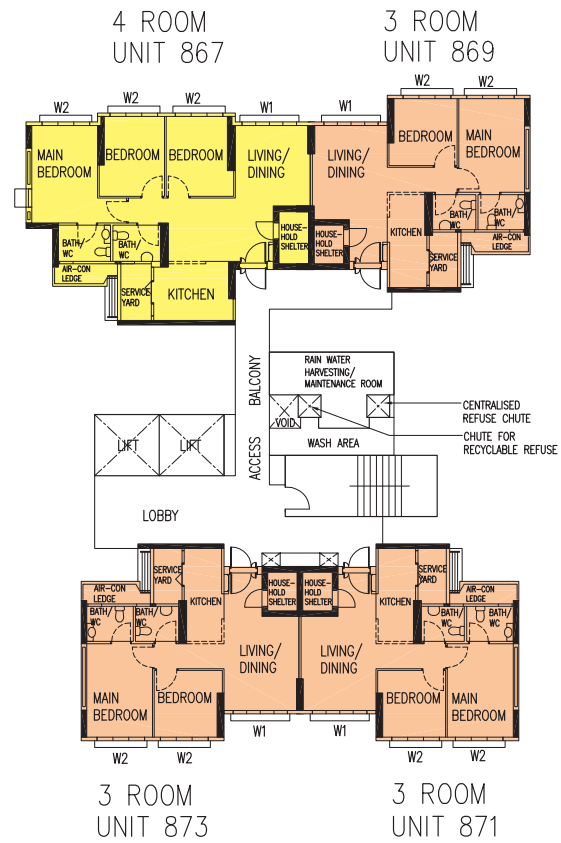 4 ROOM
UNIT 867
3 ROOM
UNIT 869
W2
W2
W2
W1
W1
W2
W2
MAIN
BEDROOM
BEDROOM
BEDROOM
LIVING/
DINING
LIVING/
DINING
BEDROOM
MAIN
BEDROOM
BATH/
WC
BATH/
WC
HOUSE-
HOLD
SHELTER
HOUSE-
HOLD
SHELTER
KITCHEN
BATH/
WC
BATH/
WC
AIR-CON
LEDGE
SERVICE
YARD
KITCHEN
SERVICE
YARD
AIR-CON
LEDGE
ACCESS BALCONY
RAIN WATER
HARVESTING/
MAINTENANCE ROOM
VOID
CENTRALISED
REFUSE CHUTE
CHUTE FOR
RECYCLABLE REFUSE
WASH AREA
LIFT
LIFT
LOBBY
SERVICE
YARD
KITCHEN
HOUSE-
HOLD
SHELTER
HOUSE-
HOLD
SHELTER
KITCHEN
SERVICE
YARD
AIR-CON
LEDGE
AIR-CON
LEDGE
BATH/
WC
BATH/
WC
BATH/
WC
BATH/
WC
LIVING/
DINING
LIVING/
DINING
MAIN
BEDROOM
BEDROOM
BEDROOM
MAIN
BEDROOM
W2
W2
W1
W1
W2
W2
3 ROOM
UNIT 873
3 ROOM
UNIT 871